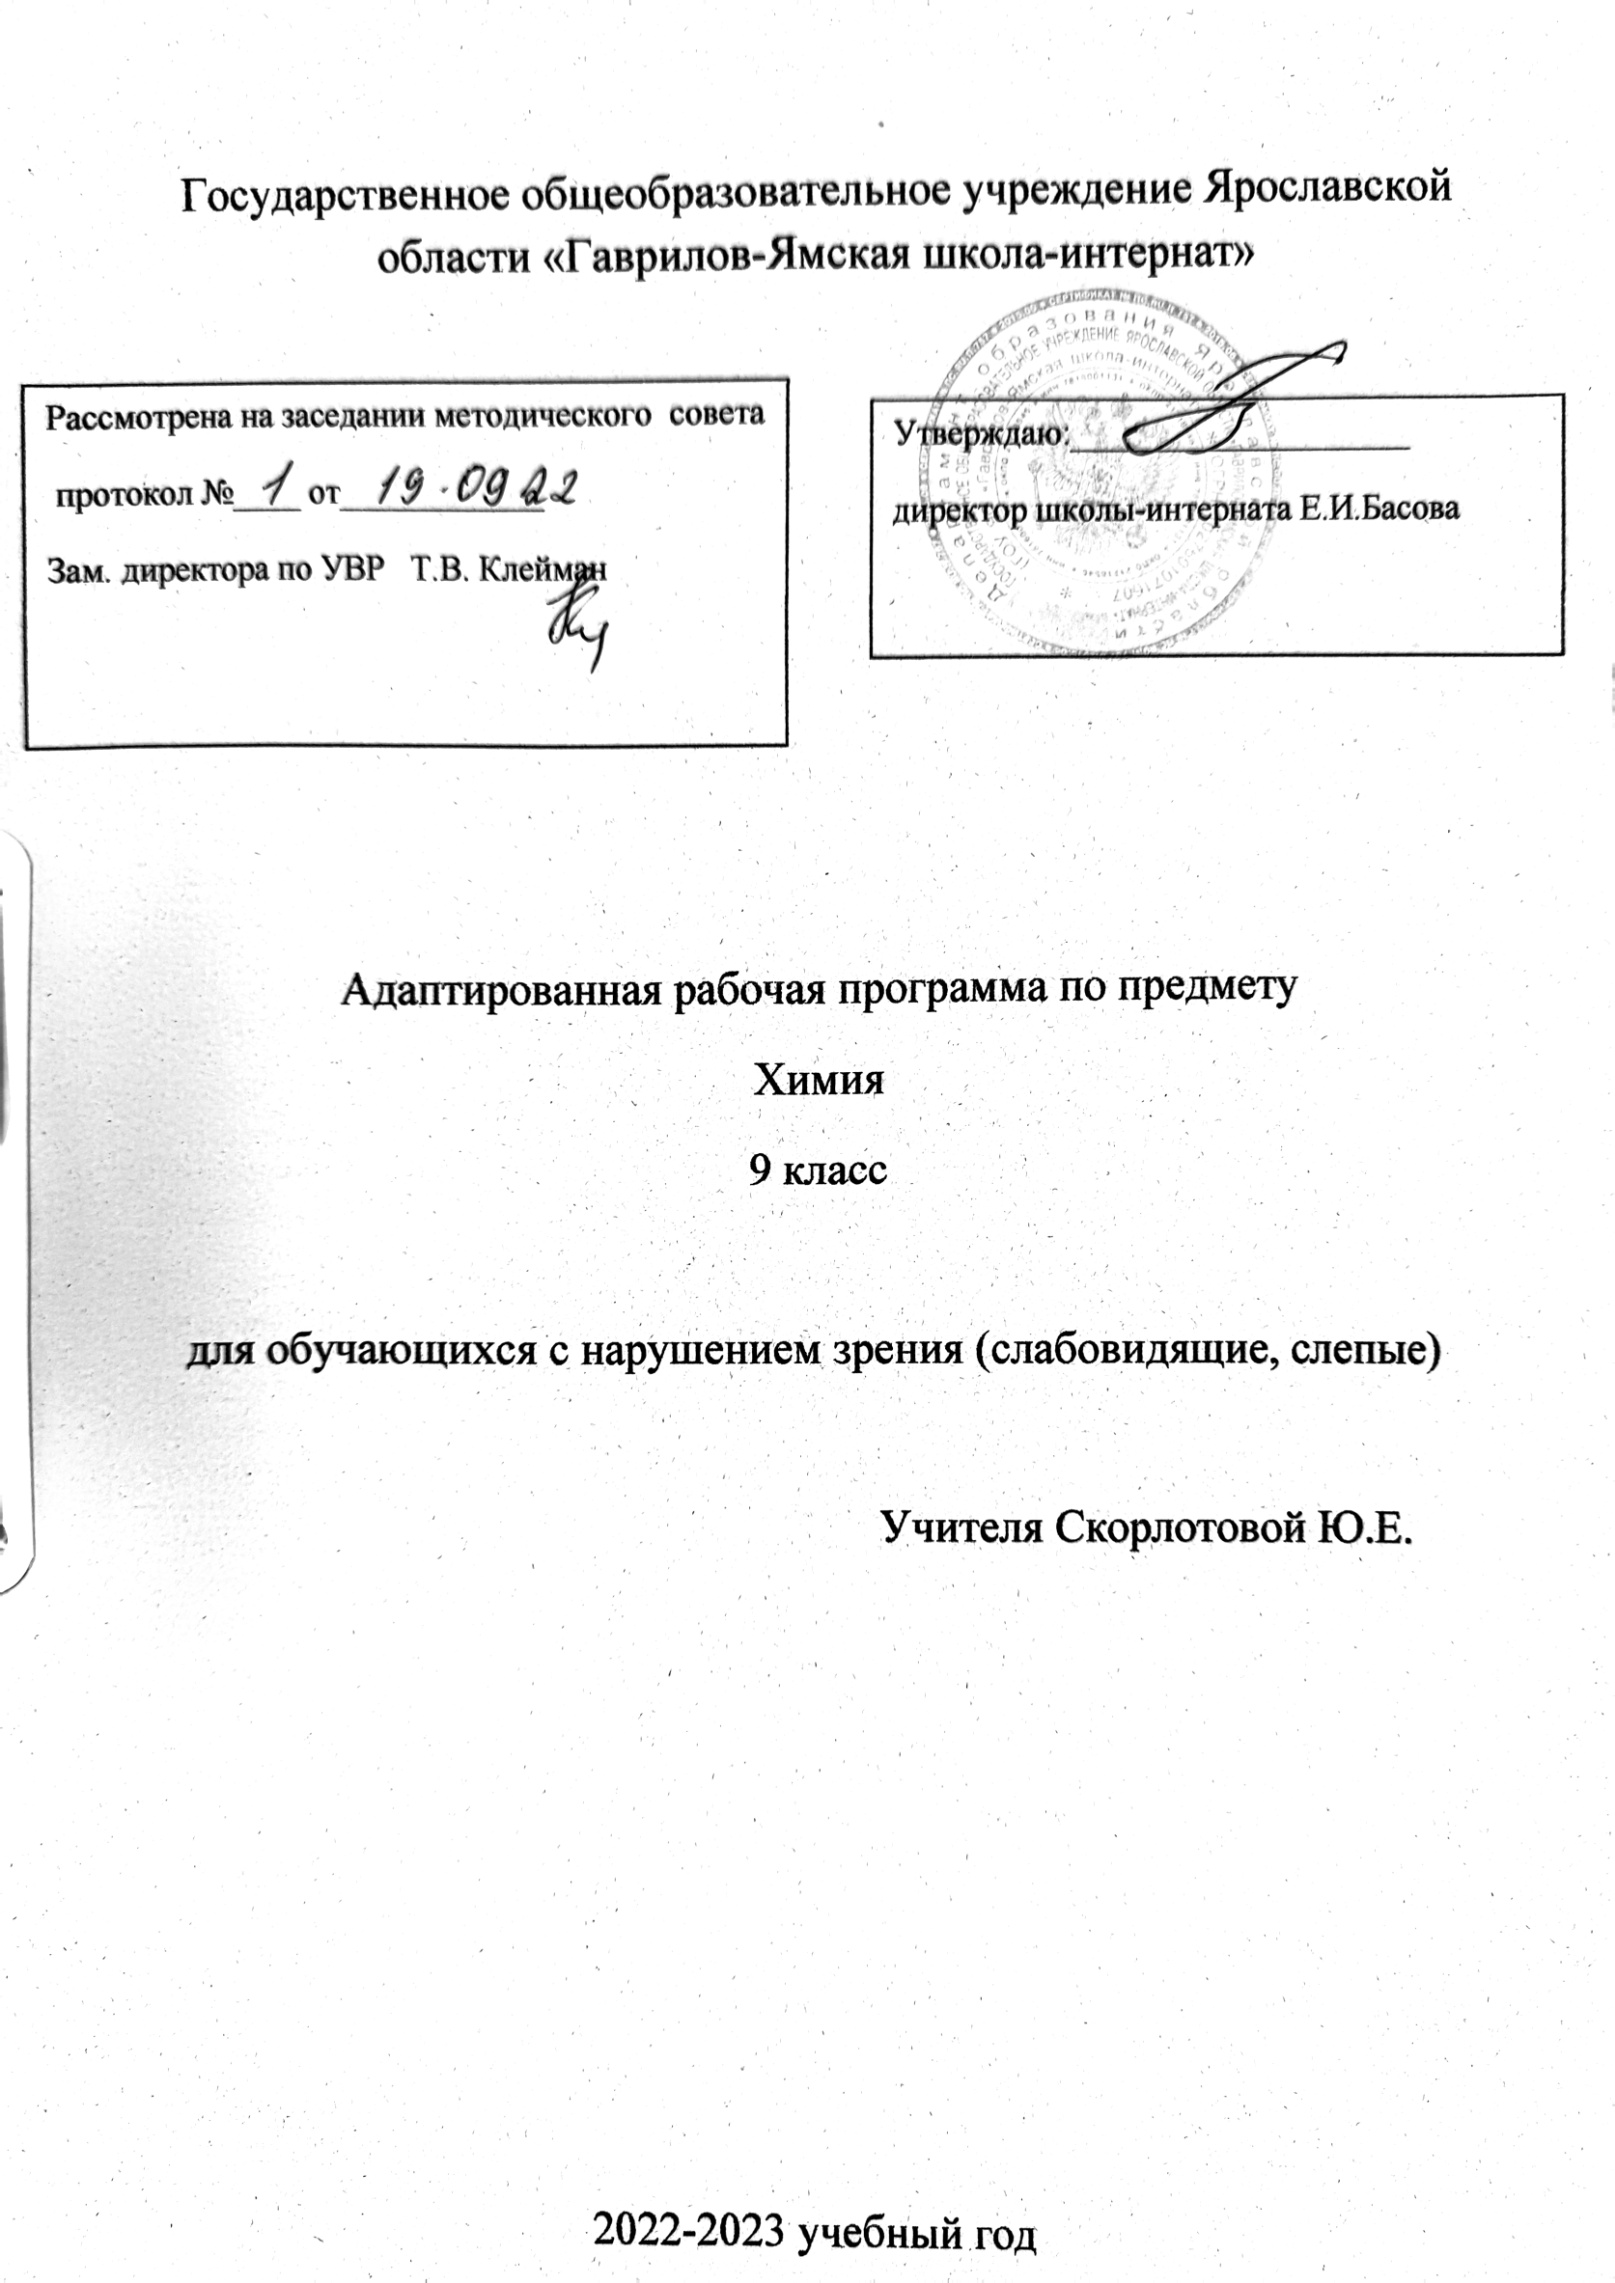 Государственное общеобразовательное учреждение Ярославской
области «Гаврилов-Ямская школа-интернат»
Рассмотрена на заседании методического совета
протокол № 1 от 19.09.22
Зам. директора по УВР Т.В. Клейман
Утверждаю:
директор школы-интерната Е.И.Басова
Адаптированная рабочая программа по предмету
Химия
9 класс
для обучающихся с нарушением зрения (слабовидящие, слепые)
Учителя Скорлотовой Ю.Е.
2022-2023 учебный год